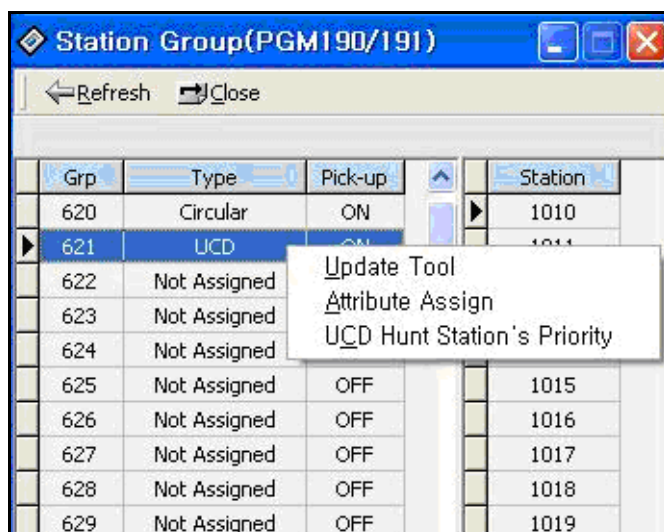 Station Group(PGM190/191)
Refresh Close
Grp Type Pick-up Station
620 Circular ON 1010
621 UCD ON 1011
622 Not Assigned
623 Not Assigned
624 Not Assigned
Update Tool
Attribute Assign
UCD Hunt Station's Priority
625 Not Assigned OFF 1015
626 Not Assigned OFF 1016
627 Not Assigned OFF 1017
628 Not Assigned OFF 1018
629 Not Assigned OFF 1019